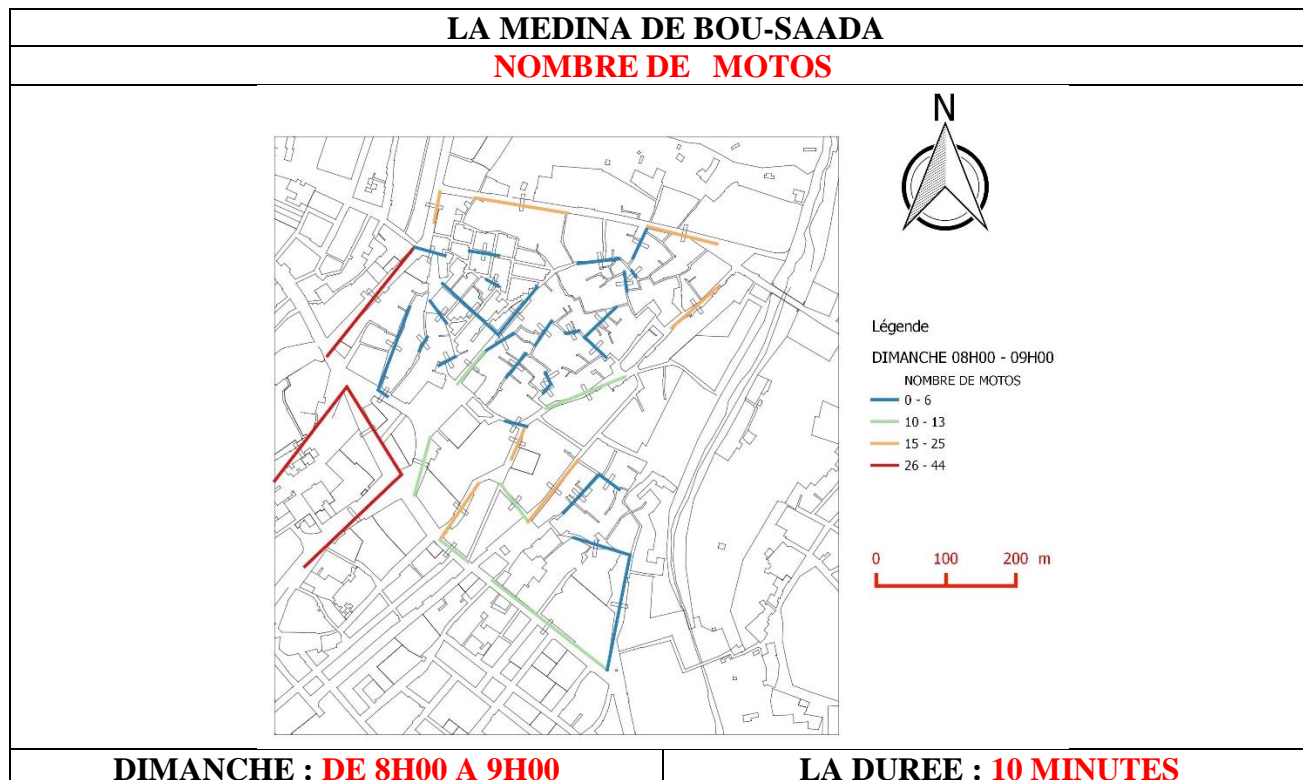 LA MEDINA DE BOU-SAADA
NOMBRE DE MOTOS
N
Légende
DIMANCHE 08H00 - 09H00
NOMBRE DE MOTOS
0 - 6
10 - 13
15 - 25
26 - 44
0 100 200 m
DIMANCHE : DE 8H00 A 9H00
LA DUREE : 10 MINUTES